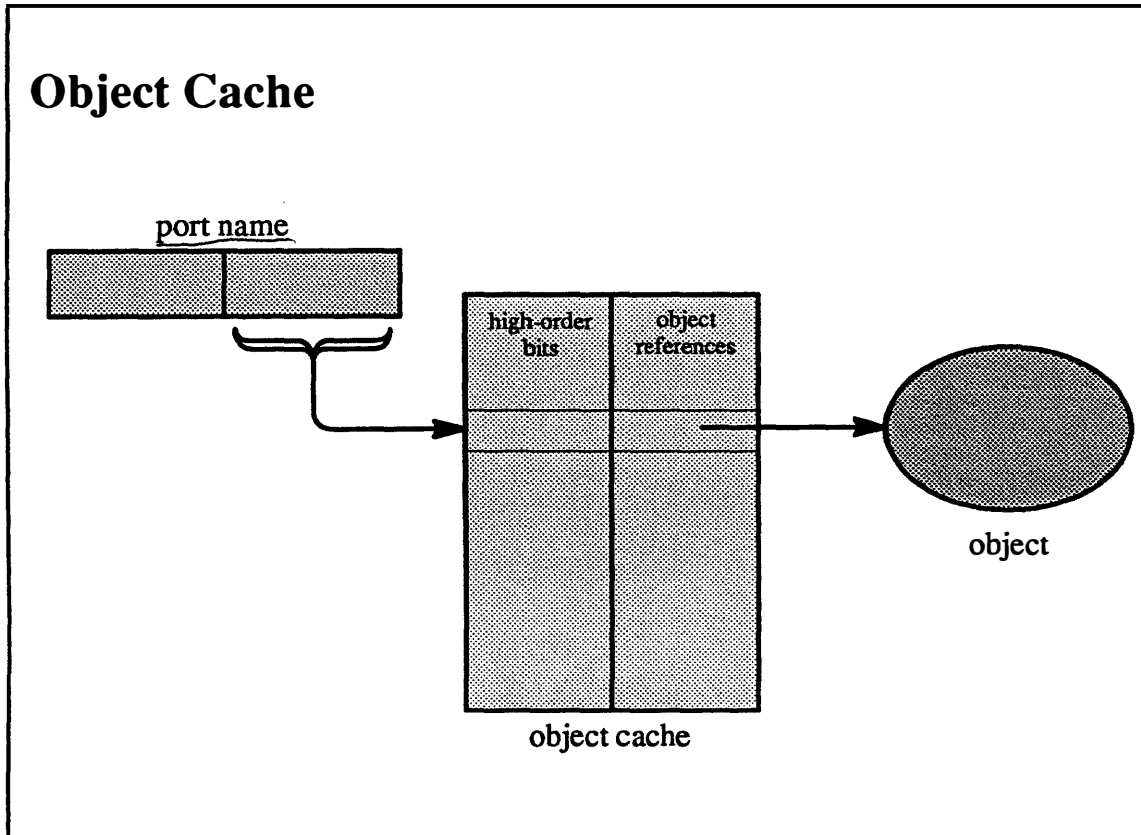 Object Cache
port name
high-order
bits
object
references
object
object cache